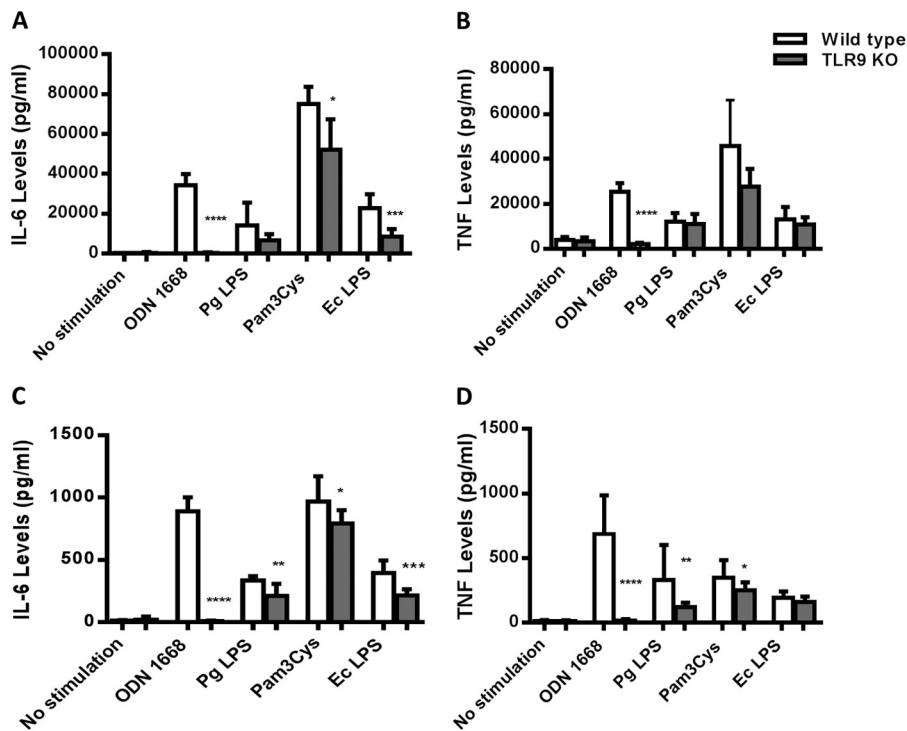 A
IL-6 Levels (pg/ml)
100000
80000
60000
40000
20000
0
****
*
***
No stimulation
ODN 1668
Pg LPS
Pam3Cys
Ec LPS
B
Wild type
TLR9 KO
TNF Levels (pg/ml)
80000
60000
40000
20000
0
****
No stimulation
ODN 1668
Pg LPS
Pam3Cys
Ec LPS
C
IL-6 Levels (pg/ml)
1500
1000
500
0
****
**
*
***
No stimulation
ODN 1668
Pg LPS
Pam3Cys
Ec LPS
D
TNF Levels (pg/ml)
1500
1000
500
0
****
**
*
No stimulation
ODN 1668
Pg LPS
Pam3Cys
Ec LPS